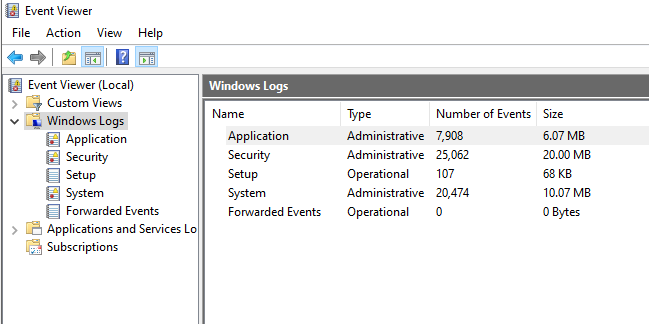 Event Viewer
File Action View Help
Event Viewer (Local)
Custom Views
Windows Logs
Application
Security
Setup
System
Forwarded Events
Applications and Services Lo
Subscriptions
Windows Logs
Name Type Number of Events Size
Application Administrative 7,908 6.07 MB
Security Administrative 25,062 20.00 MB
Setup Operational 107 68 KB
System Administrative 20,474 10.07 MB
Forwarded Events Operational 0 0 Bytes